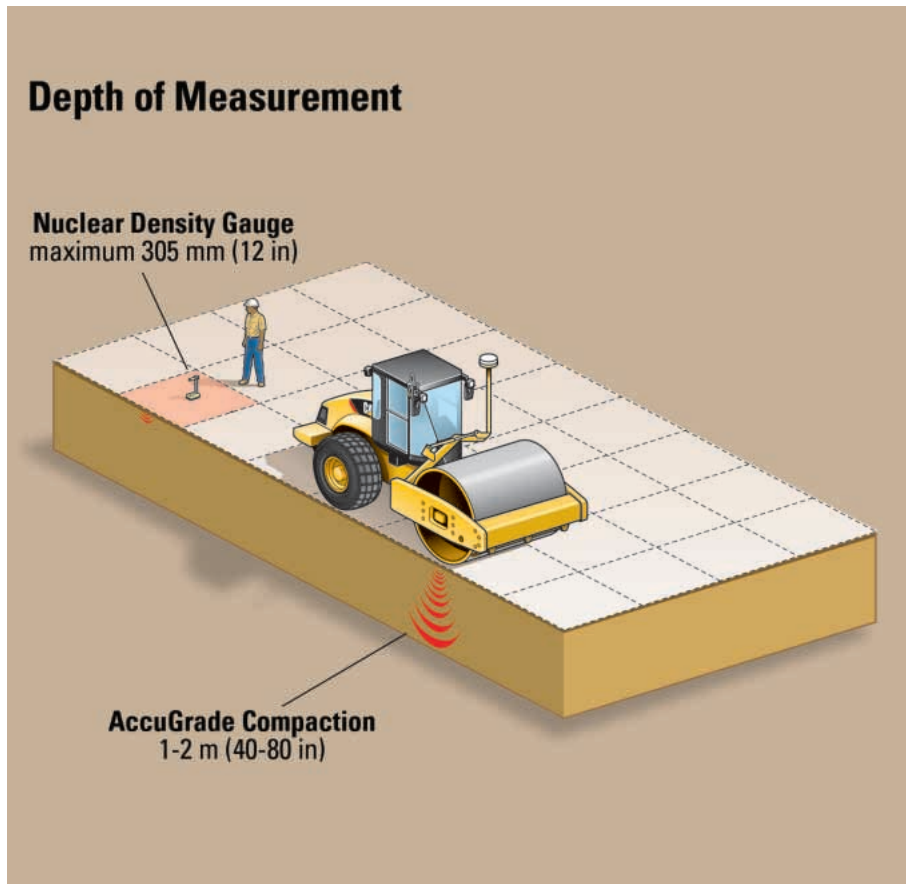 Depth of Measurement
Nuclear Density Gauge
maximum 305 mm (12 in)
AccuGrade Compaction
1-2 m (40-80 in)